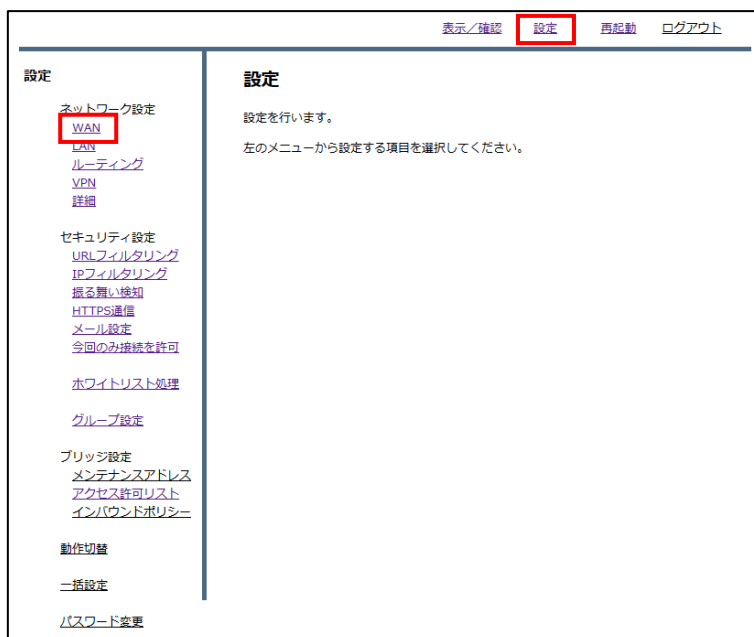 表示／確認 設定 再起動 ログアウト
設定
ネットワーク設定
WAN
LAN
ルーティング
VPN
詳細
セキュリティ設定
URLフィルタリング
IPフィルタリング
振る舞い検知
HTTPS通信
メール設定
今回のみ接続を許可
ホワイトリスト処理
グループ設定
ブリッジ設定
メンテナンスアドレス
アクセス許可リスト
インバウンドポリシー
動作切替
一括設定
パスワード変更
設定
設定を行います。
左のメニューから設定する項目を選択してください。